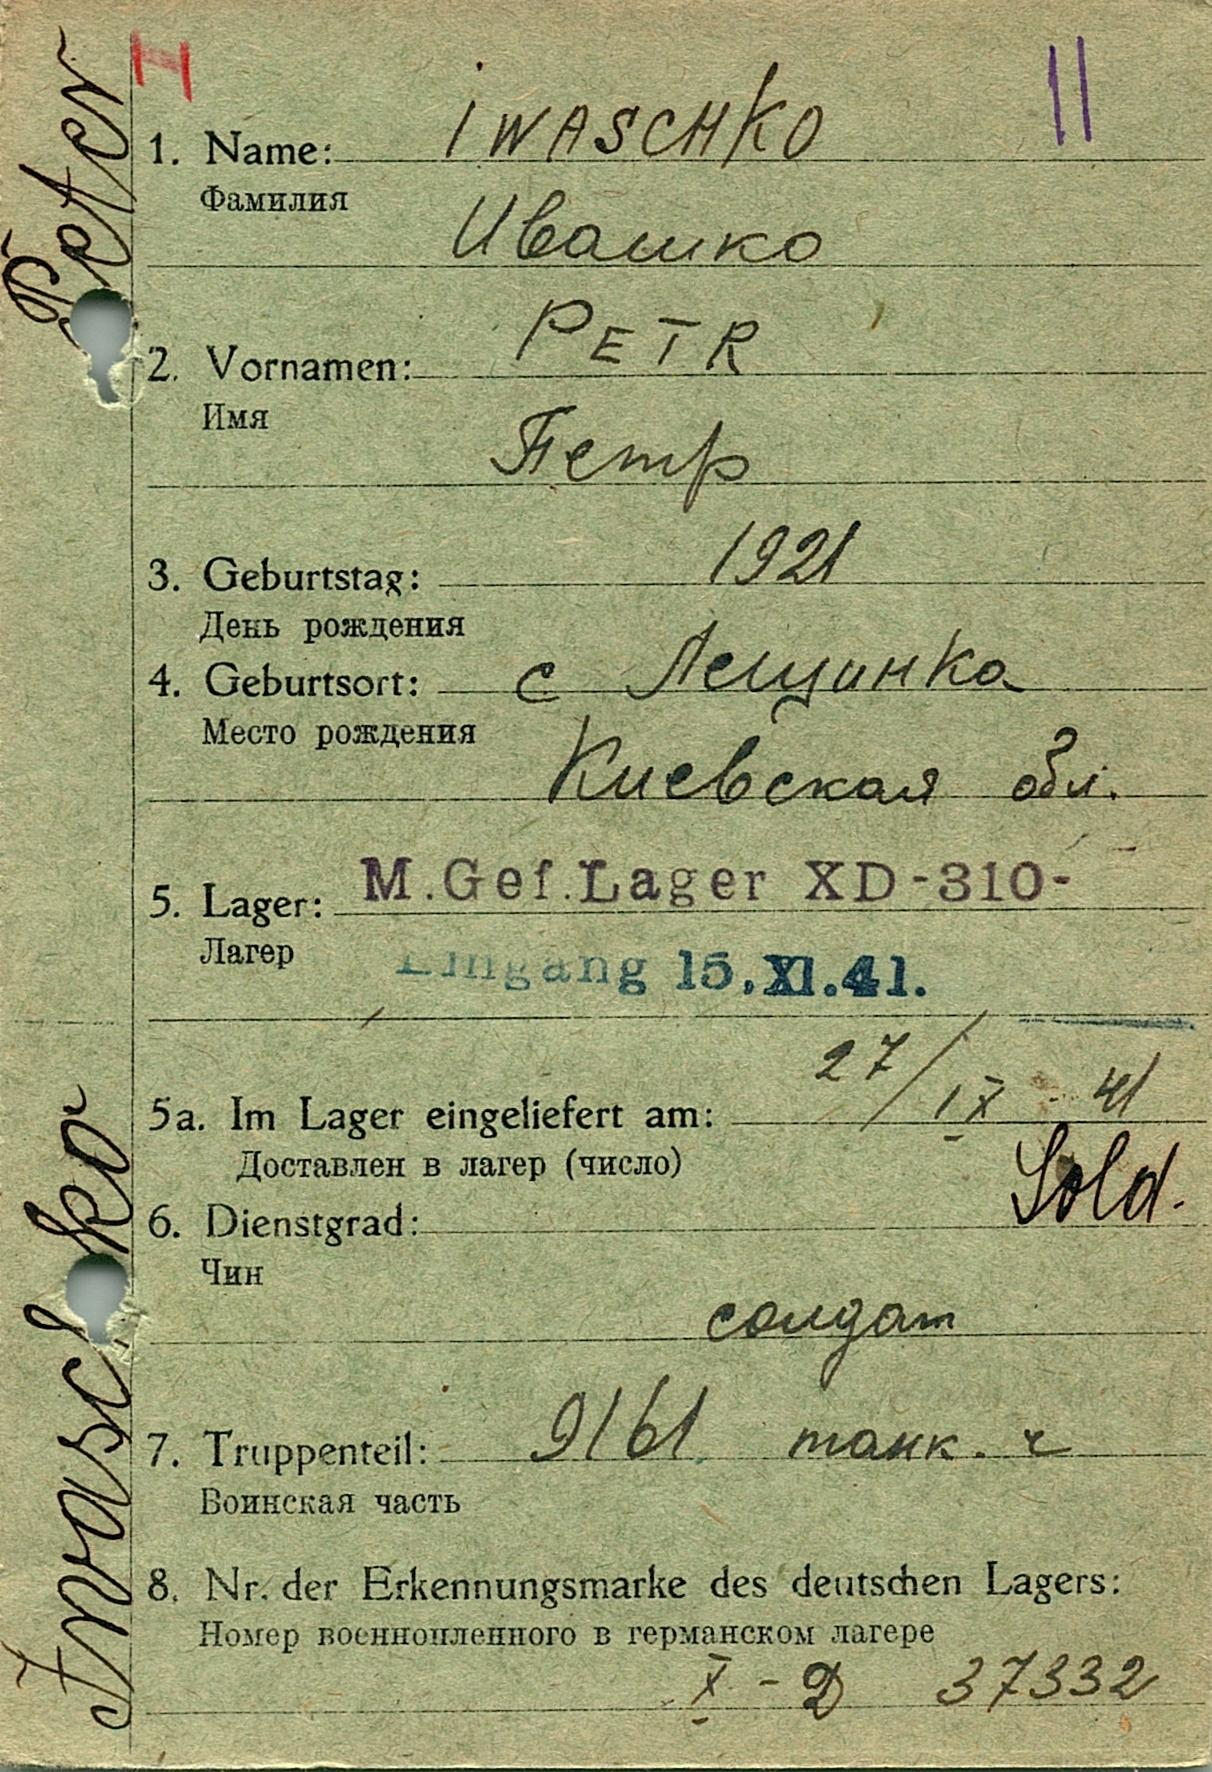 H
II
1. Name: IWASCHKO
Фамилия
Ивашко
2. Vornamen: PETR
Имя
Петр
3. Geburtstag: 1921
День рождения
4. Geburtsort: с Лещинка
Место рождения
Киевская обл.
5. Lager: M.Gef.Lager XD-310-
Лагер
Eingang 15.XI.41.
5a. Im Lager eingeliefert am: 27/IX - 41
Доставлен в лагер (число)
Sold.
6. Dienstgrad:
Чин
солдат
7. Truppenteil: 9161 танк. ч
Воинская часть
8. Nr. der Erkennungsmarke des deutschen Lagers:
Номер военнопленного в германском лагере
X - D 37332
Iwaschko Peter